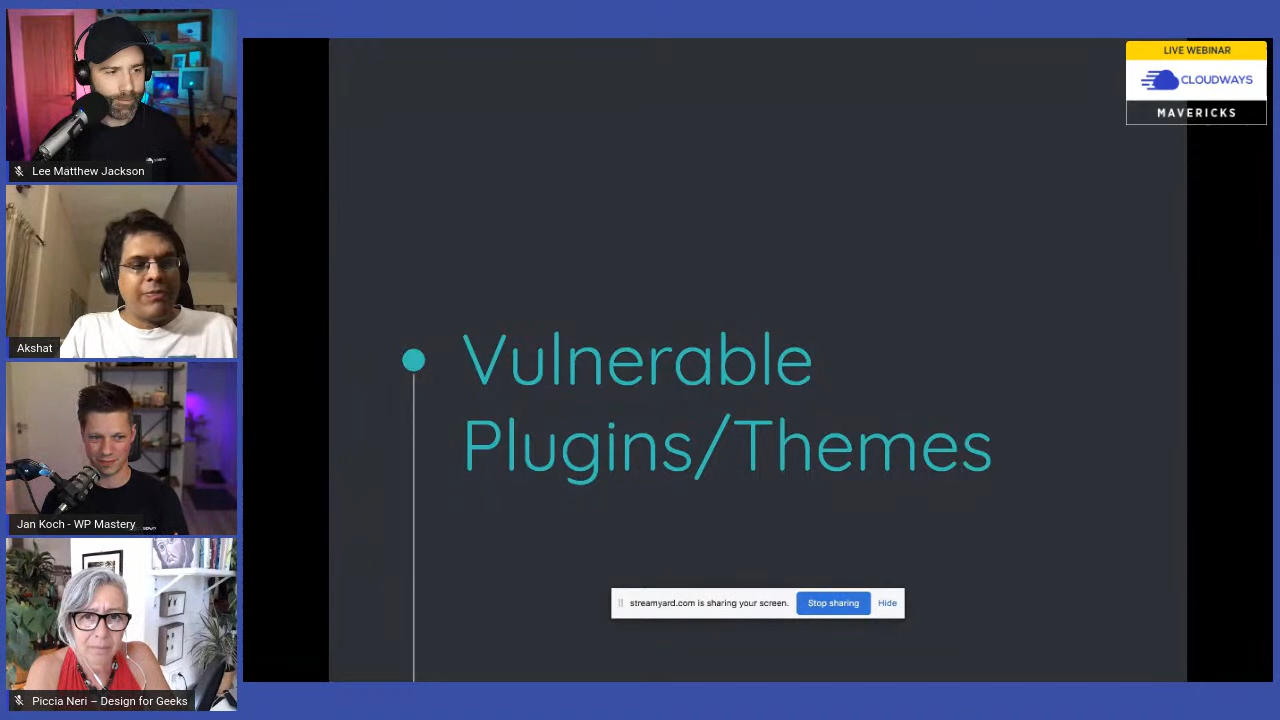 Lee Matthew Jackson
Akshat
Jan Koch - WP Mastery
Piccia Neri – Design for Geeks
LIVE WEBINAR
CLOUDWAYS
MAVERICKS
Vulnerable
Plugins/Themes
streamyard.com is sharing your screen.
Stop sharing
Hide